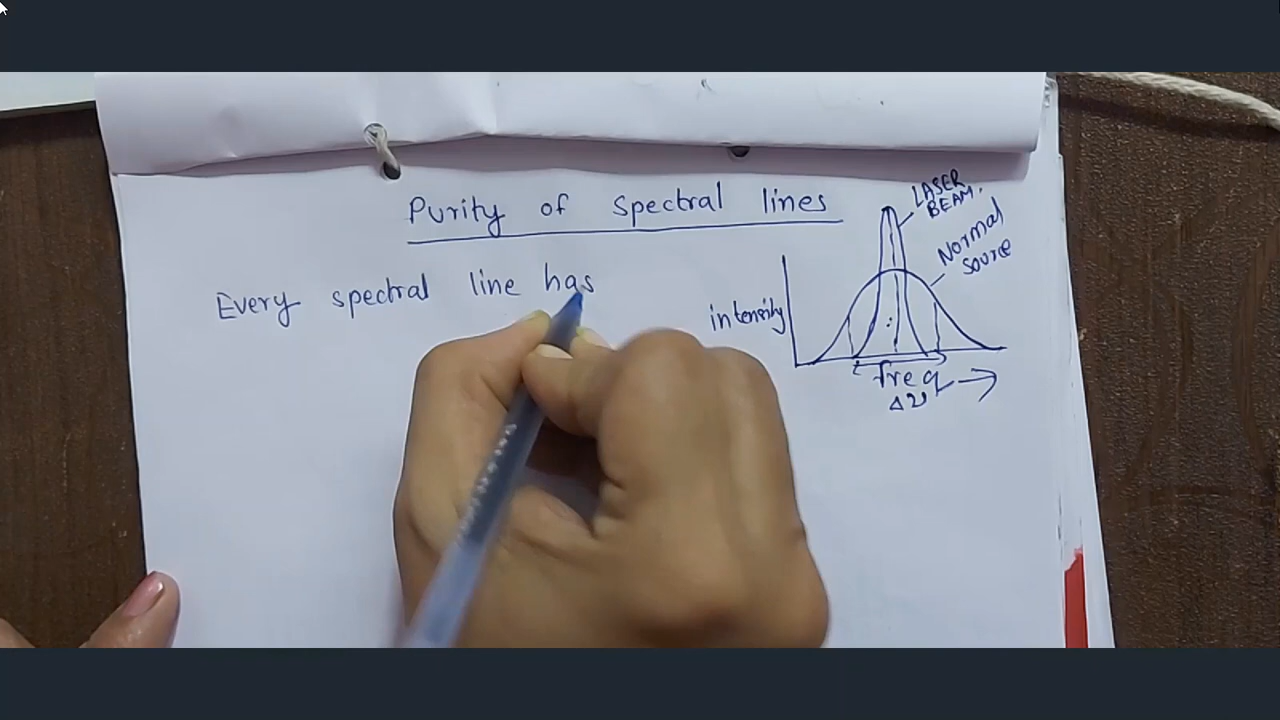 Purity of spectral lines
Every spectral line has
LASER
BEAM.
Normal
source
intensity
freq →
Δν